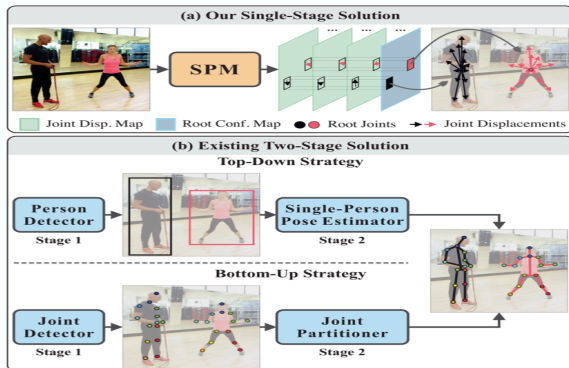 (a) Our Single-Stage Solution
... ...
SPM
Joint Disp. Map Root Conf. Map Root Joints Joint Displacements
(b) Existing Two-Stage Solution
Top-Down Strategy
Person Detector
Stage 1
Single-Person Pose Estimator
Stage 2
Bottom-Up Strategy
Joint Detector
Stage 1
Joint Partitioner
Stage 2